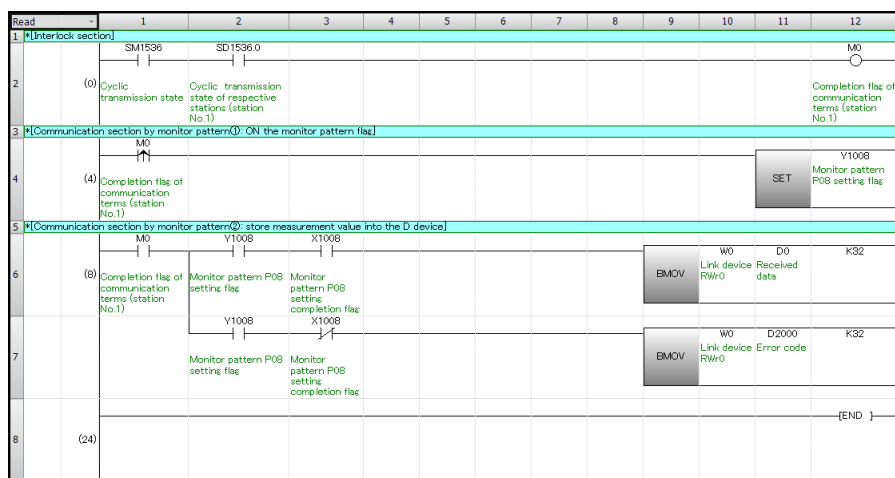 Read 1 2 3 4 5 6 7 8 9 10 11 12
1 *[Interlock section]
SM1536 SD1536.0 M0
2 (0) Cyclic transmission state Cyclic transmission state of respective stations (station No.1) Completion flag of communication terms (station No.1)
3 *[Communication section by monitor pattern①: ON the monitor pattern flag]
M0 Y1008
4 (4) Completion flag of communication terms (station No.1) SET Monitor pattern P08 setting flag
5 *[Communication section by monitor pattern②: store measurement value into the D device]
M0 Y1008 X1008 W0 D0 K32
6 (8) Completion flag of communication terms (station No.1) Monitor pattern P08 setting flag Monitor pattern P08 setting completion flag BMOV Link device RWr0 Received data
Y1008 X1008 W0 D2000 K32
7 Monitor pattern P08 setting flag Monitor pattern P08 setting completion flag BMOV Link device RWr0 Error code
[END ]
8 (24)